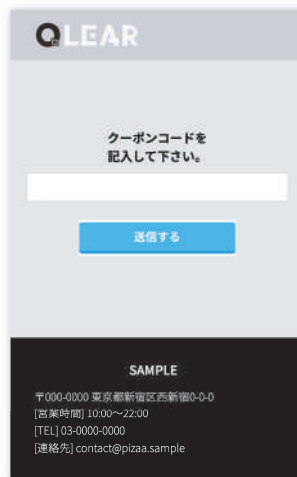 QLEAR
クーポンコードを
記入して下さい。
送信する
SAMPLE
〒000-0000 東京都新宿区西新宿0-0-0
[営業時間] 10:00〜22:00
[TEL] 03-0000-0000
[連絡先] contact@pizaa.sample